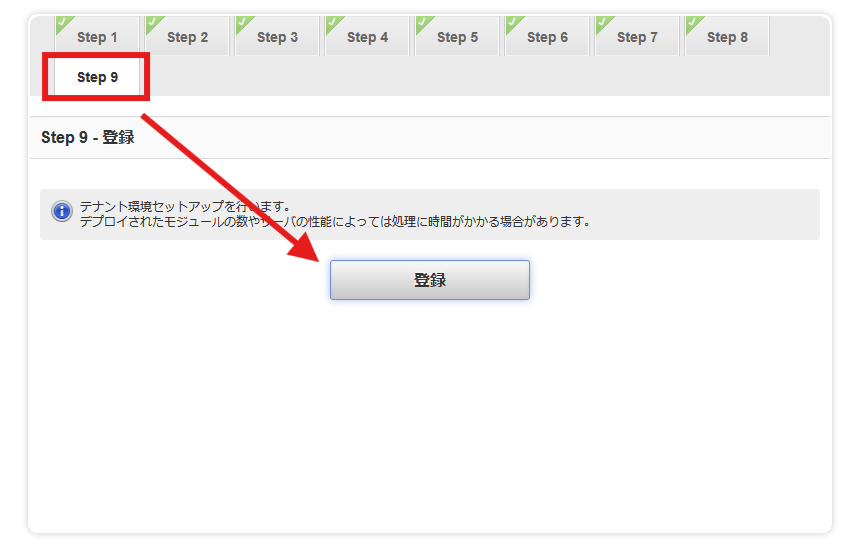 Step 1 Step 2 Step 3 Step 4 Step 5 Step 6 Step 7 Step 8
Step 9
Step 9 - 登録
テナント環境セットアップを行います。
デプロイされたモジュールの数やサーバの性能によっては処理に時間がかかる場合があります。
登録